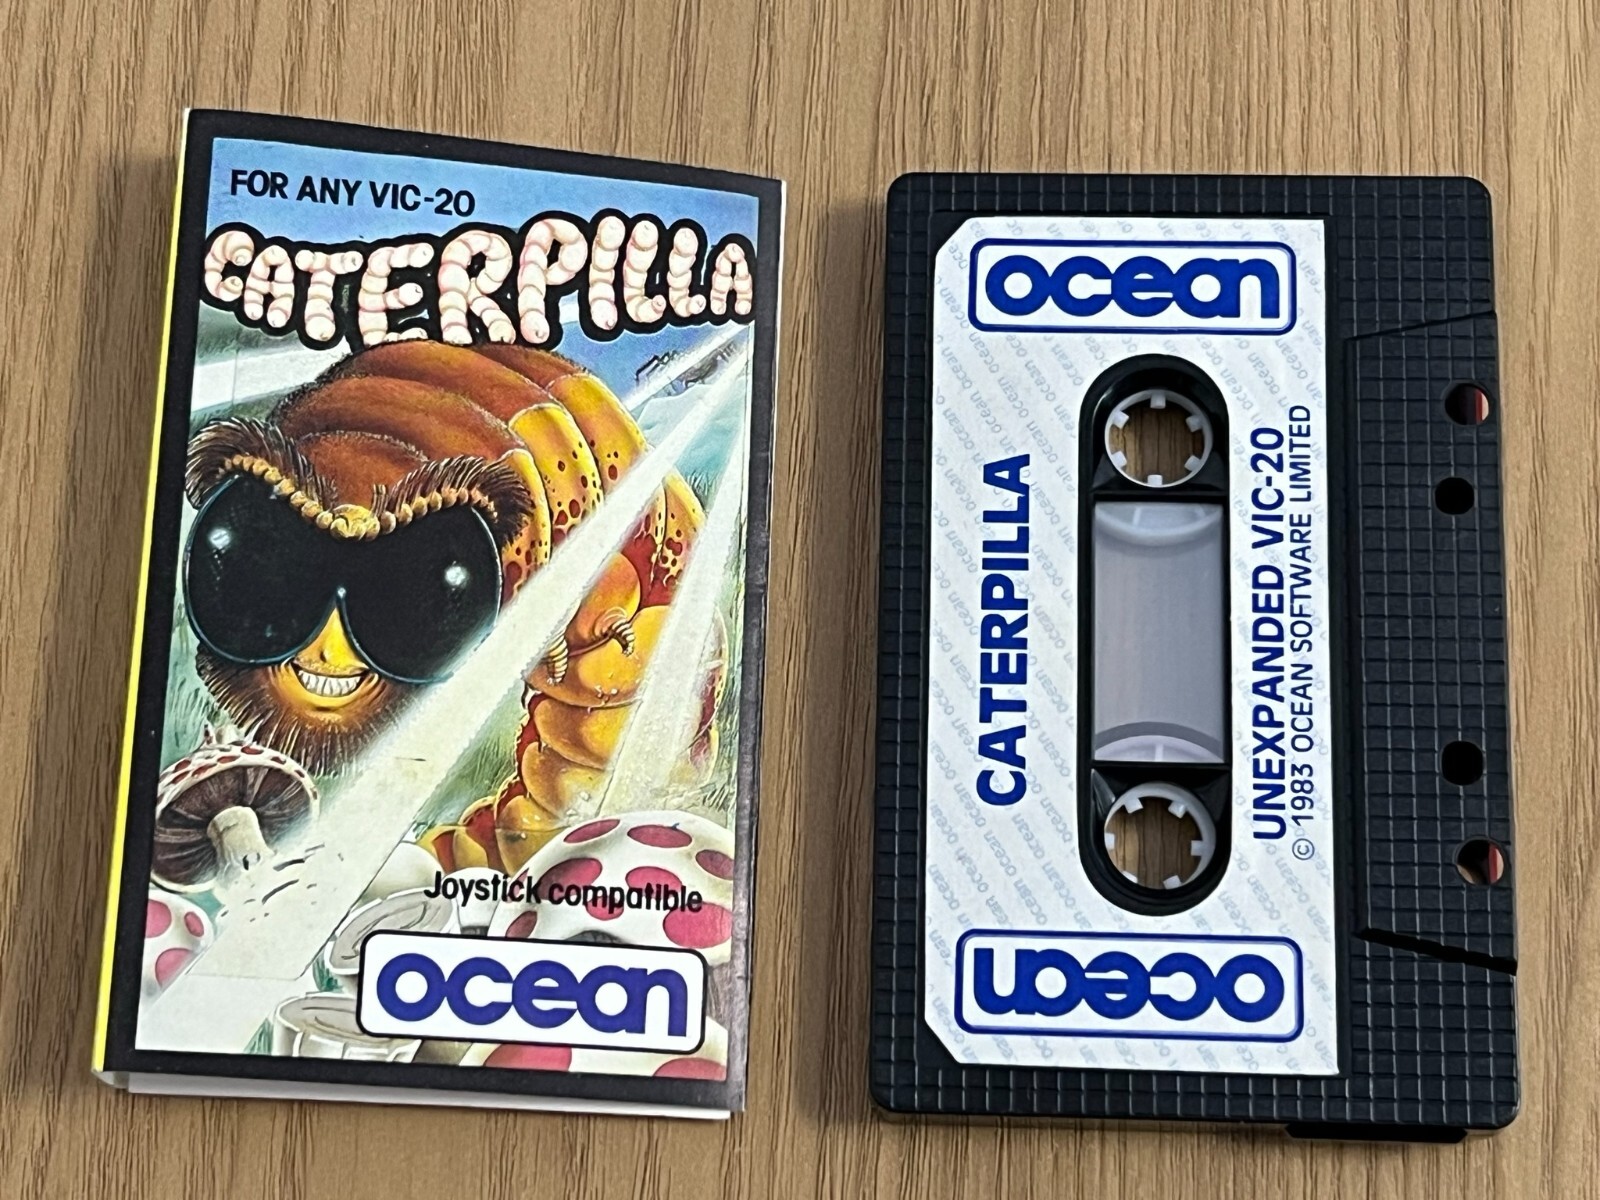 FOR ANY VIC-20
CATERPILLA
Joystick compatible
ocean
ocean
CATERPILLA
UNEXPANDED VIC-20
© 1983 OCEAN SOFTWARE LIMITED
ocean